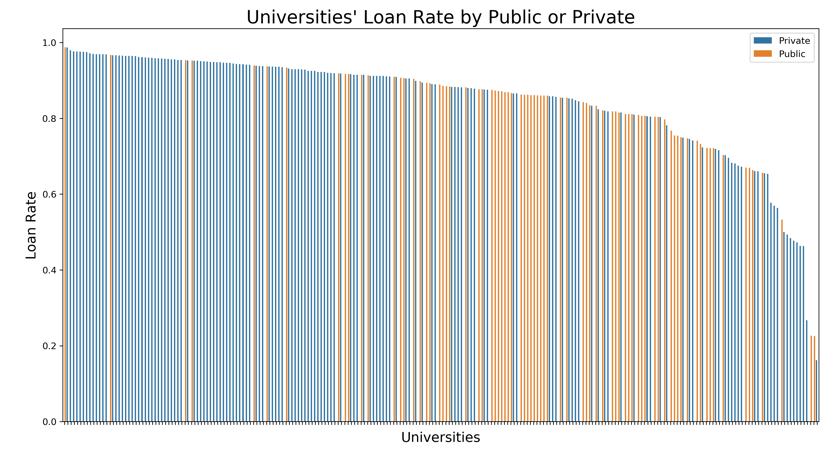 Universities' Loan Rate by Public or Private
Private
Public
1.0
0.8
0.6
0.4
0.2
0.0
Loan Rate
Universities